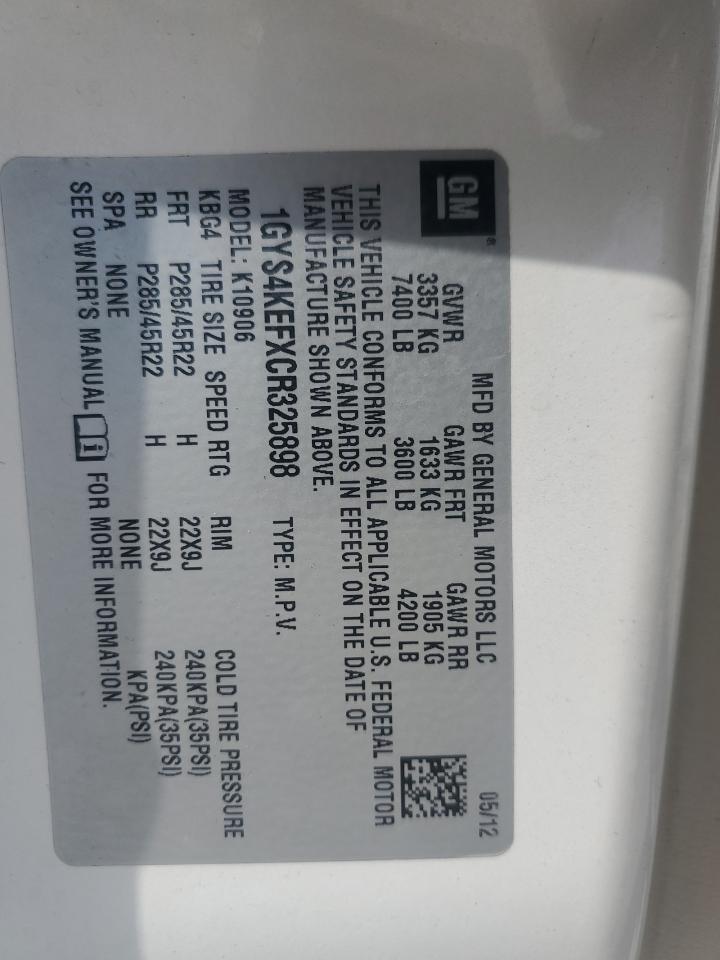 GM®
MFD BY GENERAL MOTORS LLC 05/12
GVWR GAWR FRT GAWR RR
3357 KG 1633 KG 1905 KG
7400 LB 3600 LB 4200 LB
THIS VEHICLE CONFORMS TO ALL APPLICABLE U.S. FEDERAL MOTOR
VEHICLE SAFETY STANDARDS IN EFFECT ON THE DATE OF
MANUFACTURE SHOWN ABOVE.
1GYS4KEFXCR325898 TYPE: M.P.V.
MODEL: K10906
KBG4 TIRE SIZE SPEED RTG RIM COLD TIRE PRESSURE
FRT P285/45R22 H 22X9J 240KPA(35PSI)
RR P285/45R22 H 22X9J 240KPA(35PSI)
SPA NONE NONE KPA(PSI)
SEE OWNER'S MANUAL i FOR MORE INFORMATION.